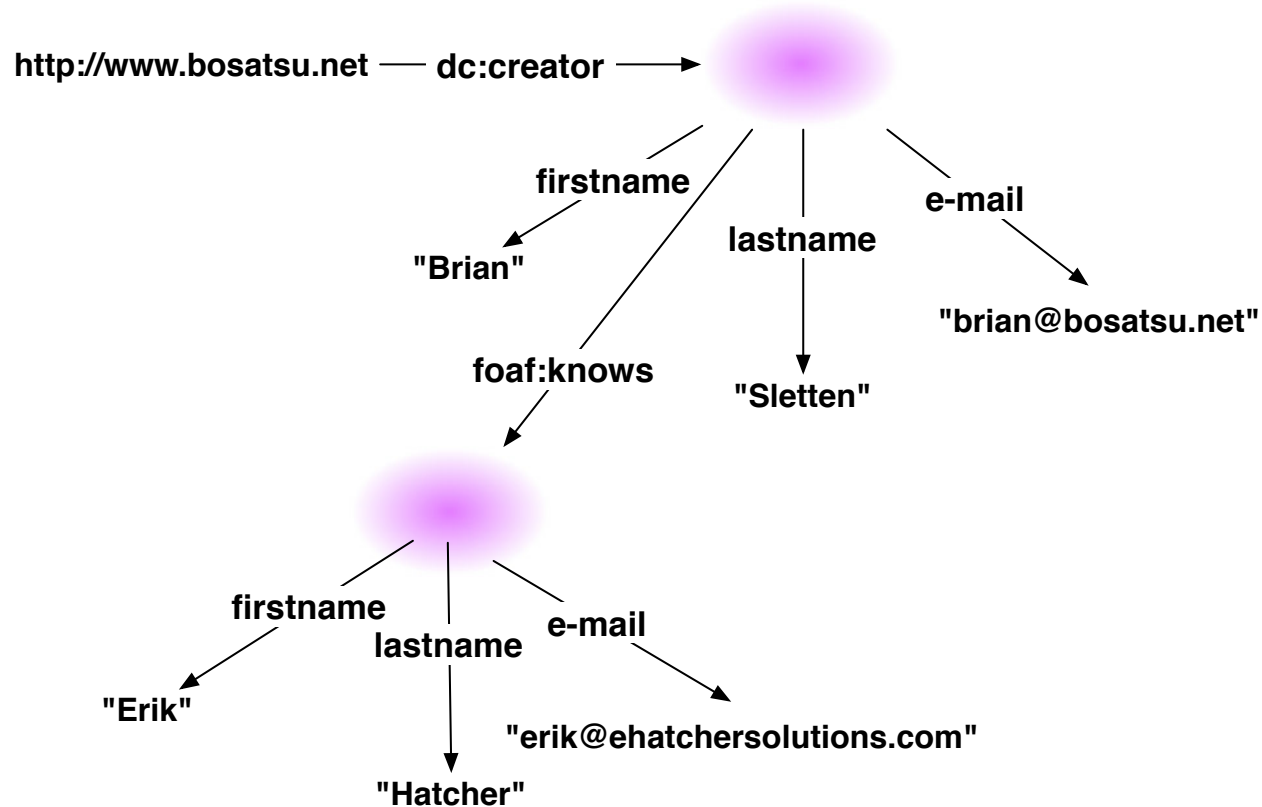 http://www.bosatsu.net
dc:creator
firstname
e-mail
lastname
"Brian"
"brian@bosatsu.net"
foaf:knows
"Sletten"
firstname
e-mail
lastname
"Erik"
"erik@ehatchersolutions.com"
"Hatcher"